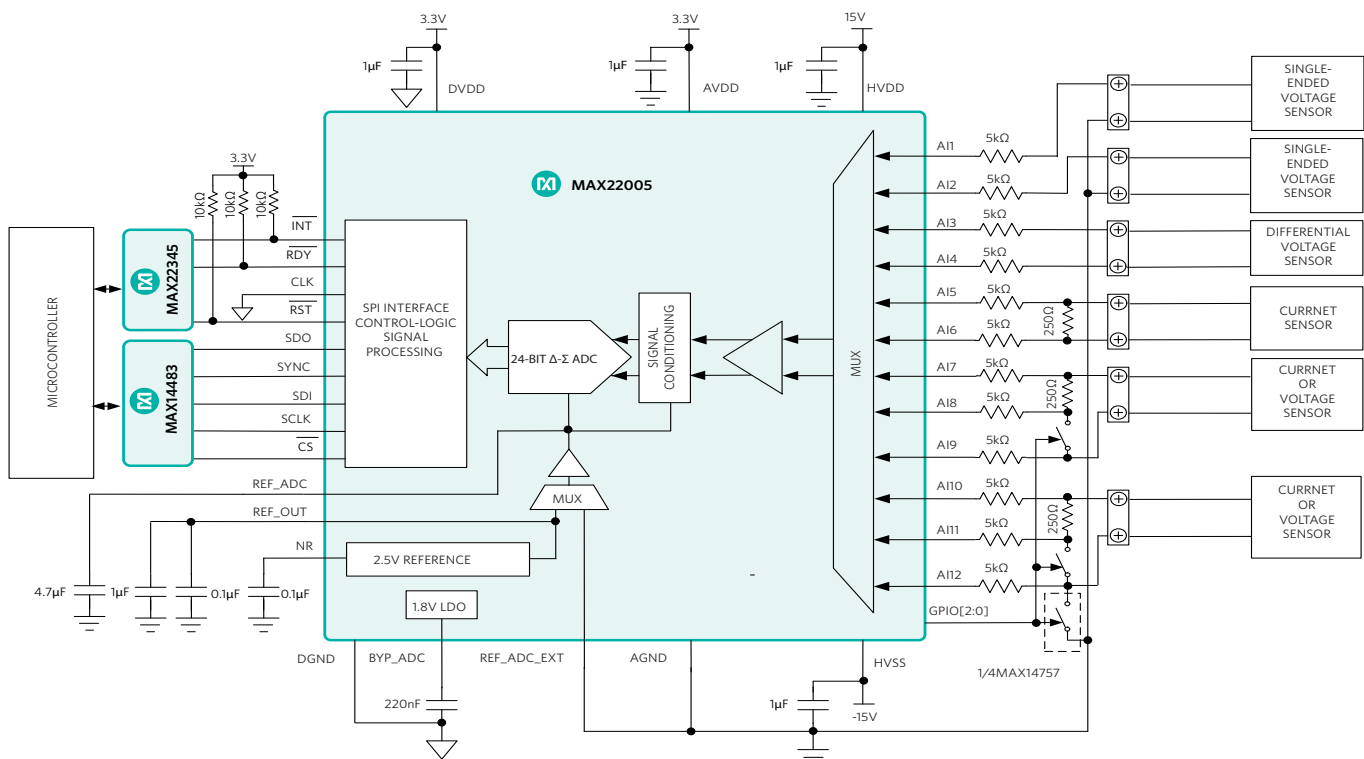 3.3V
3.3V
15V
1µF
1µF
1µF
DVDD
AVDD
HVDD
SINGLE-
ENDED
VOLTAGE
SENSOR
SINGLE-
ENDED
VOLTAGE
SENSOR
DIFFERENTIAL
VOLTAGE
SENSOR
CURRNET
SENSOR
CURRNET
OR
VOLTAGE
SENSOR
CURRNET
OR
VOLTAGE
SENSOR
MAX22005
3.3V
10kΩ
10kΩ
10kΩ
MICROCONTROLLER
MAX22345
MAX14483
INT
RDY
CLK
RST
SDO
SYNC
SDI
SCLK
CS
SPI INTERFACE
CONTROL-LOGIC
SIGNAL
PROCESSING
24-BIT Δ-Σ ADC
SIGNAL
CONDITIONING
MUX
AI1
5kΩ
AI2
5kΩ
AI3
5kΩ
AI4
5kΩ
AI5
5kΩ
250Ω
AI6
5kΩ
AI7
5kΩ
250Ω
AI8
5kΩ
AI9
5kΩ
AI10
5kΩ
250Ω
AI11
5kΩ
AI12
5kΩ
GPIO[2:0]
1/4MAX14757
REF_ADC
MUX
REF_OUT
NR
2.5V REFERENCE
4.7µF
1µF
0.1µF
0.1µF
1.8V LDO
DGND
BYP_ADC
REF_ADC_EXT
AGND
HVSS
220nF
1µF
-15V